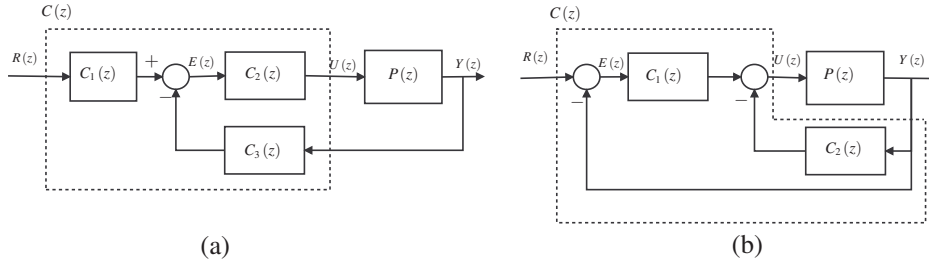 C(z)
R(z)
C₁(z)
+
−
E(z)
C₂(z)
U(z)
P(z)
Y(z)
C₃(z)
(a)
C(z)
R(z)
−
E(z)
C₁(z)
−
U(z)
P(z)
Y(z)
C₂(z)
(b)